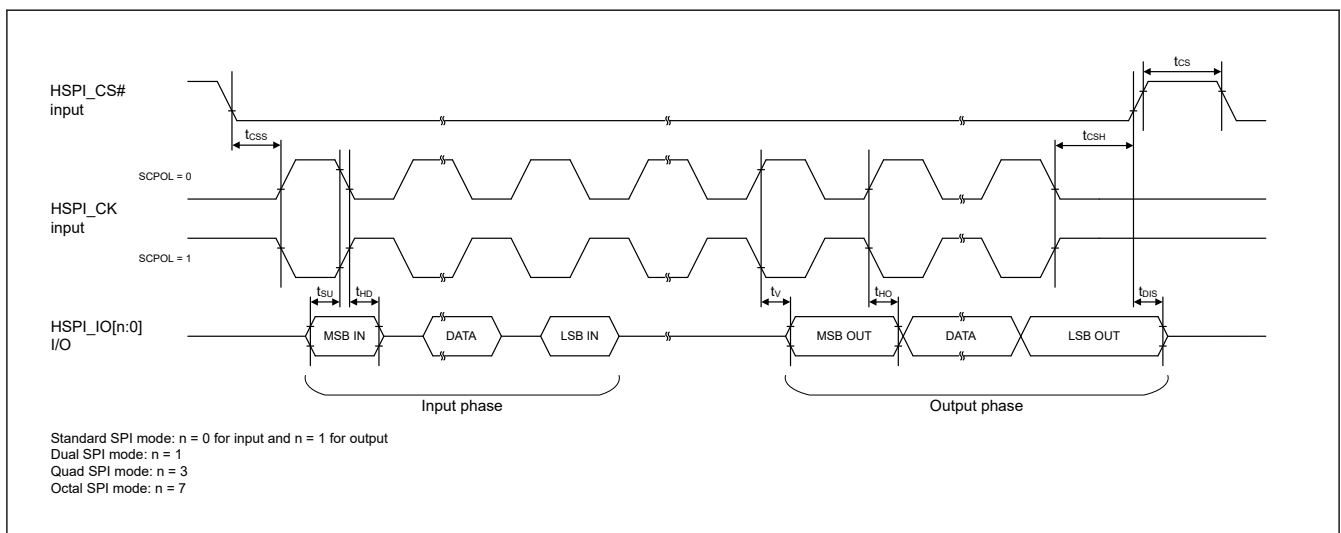 HSPI_CS#
input
tCS
tCSS
tCSH
SCPOL = 0
HSPI_CK
input
SCPOL = 1
tSU
tHD
tV
tHO
tDIS
HSPI_IO[n:0]
I/O
MSB IN
DATA
LSB IN
MSB OUT
DATA
LSB OUT
Input phase
Output phase
Standard SPI mode: n = 0 for input and n = 1 for output
Dual SPI mode: n = 1
Quad SPI mode: n = 3
Octal SPI mode: n = 7